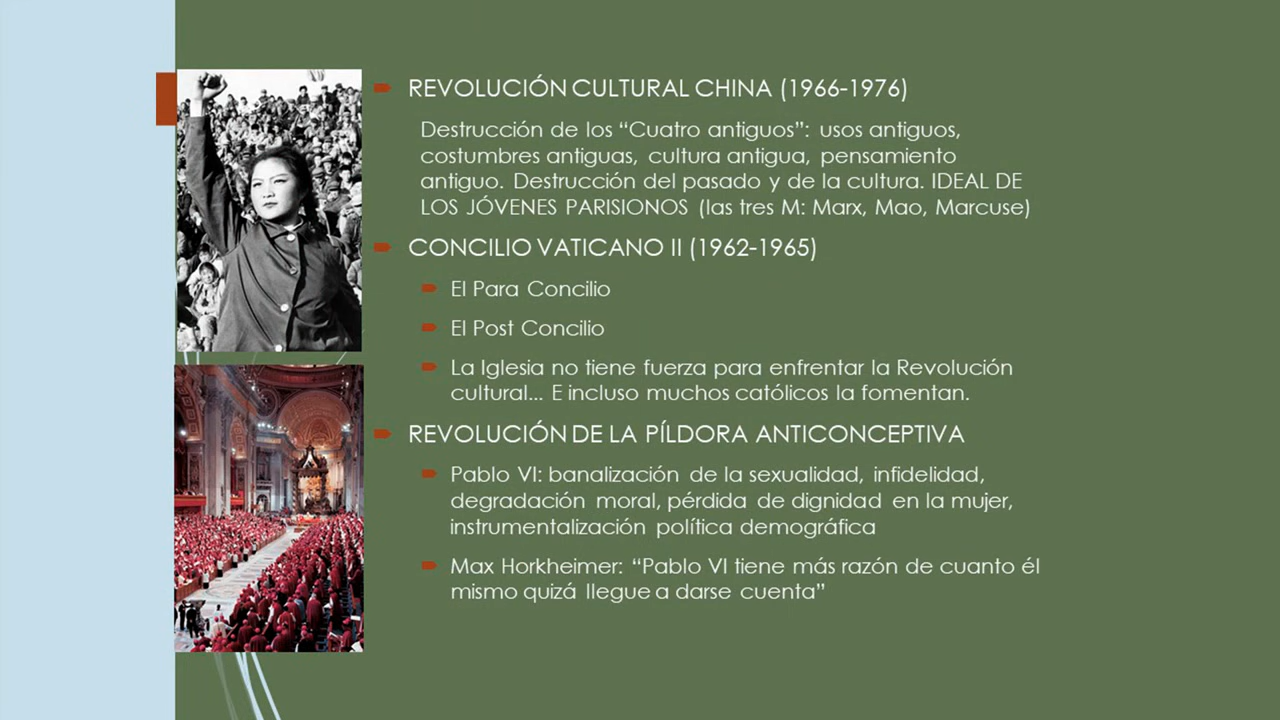 REVOLUCIÓN CULTURAL CHINA (1966-1976)
Destrucción de los “Cuatro antiguos”: usos antiguos,
costumbres antiguas, cultura antigua, pensamiento
antiguo. Destrucción del pasado y de la cultura. IDEAL DE
LOS JÓVENES PARISIONOS (las tres M: Marx, Mao, Marcuse)
CONCILIO VATICANO II (1962-1965)
El Para Concilio
El Post Concilio
La Iglesia no tiene fuerza para enfrentar la Revolución
cultural... E incluso muchos católicos la fomentan.
REVOLUCIÓN DE LA PÍLDORA ANTICONCEPTIVA
Pablo VI: banalización de la sexualidad, infidelidad,
degradación moral, pérdida de dignidad en la mujer,
instrumentalización política demográfica
Max Horkheimer: “Pablo VI tiene más razón de cuanto él
mismo quizá llegue a darse cuenta”